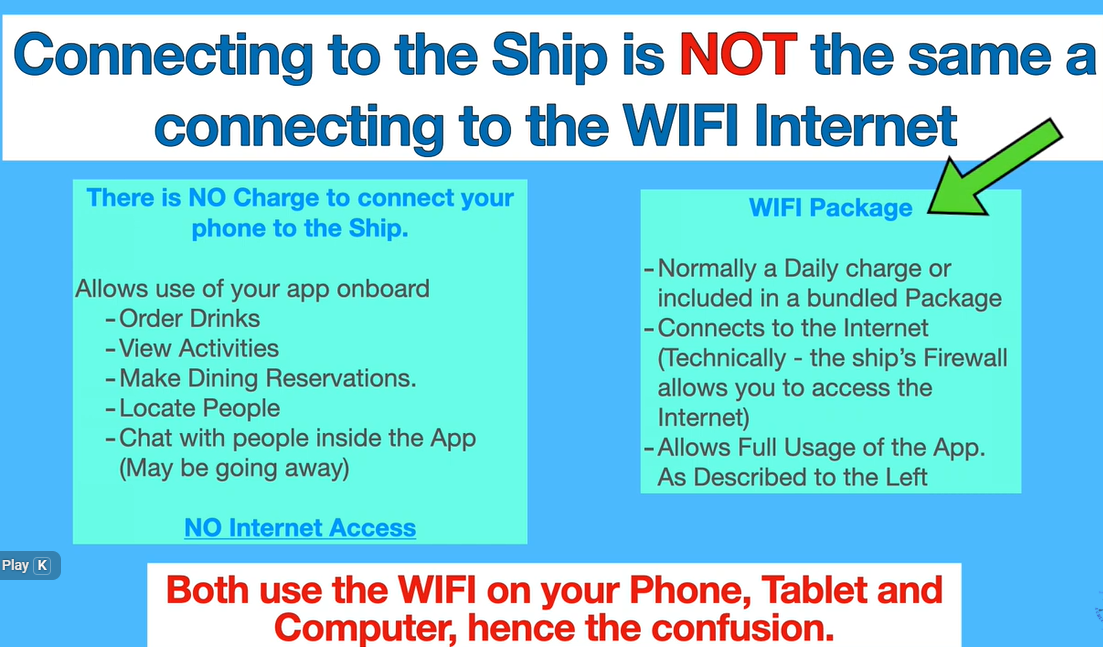 Connecting to the Ship is NOT the same a
connecting to the WIFI Internet
There is NO Charge to connect your
phone to the Ship.
Allows use of your app onboard
-Order Drinks
-View Activities
-Make Dining Reservations.
-Locate People
-Chat with people inside the App
(May be going away)
NO Internet Access
WIFI Package
-Normally a Daily charge or
included in a bundled Package
-Connects to the Internet
(Technically - the ship's Firewall
allows you to access the
Internet)
-Allows Full Usage of the App.
As Described to the Left
Play K
Both use the WIFI on your Phone, Tablet and
Computer, hence the confusion.